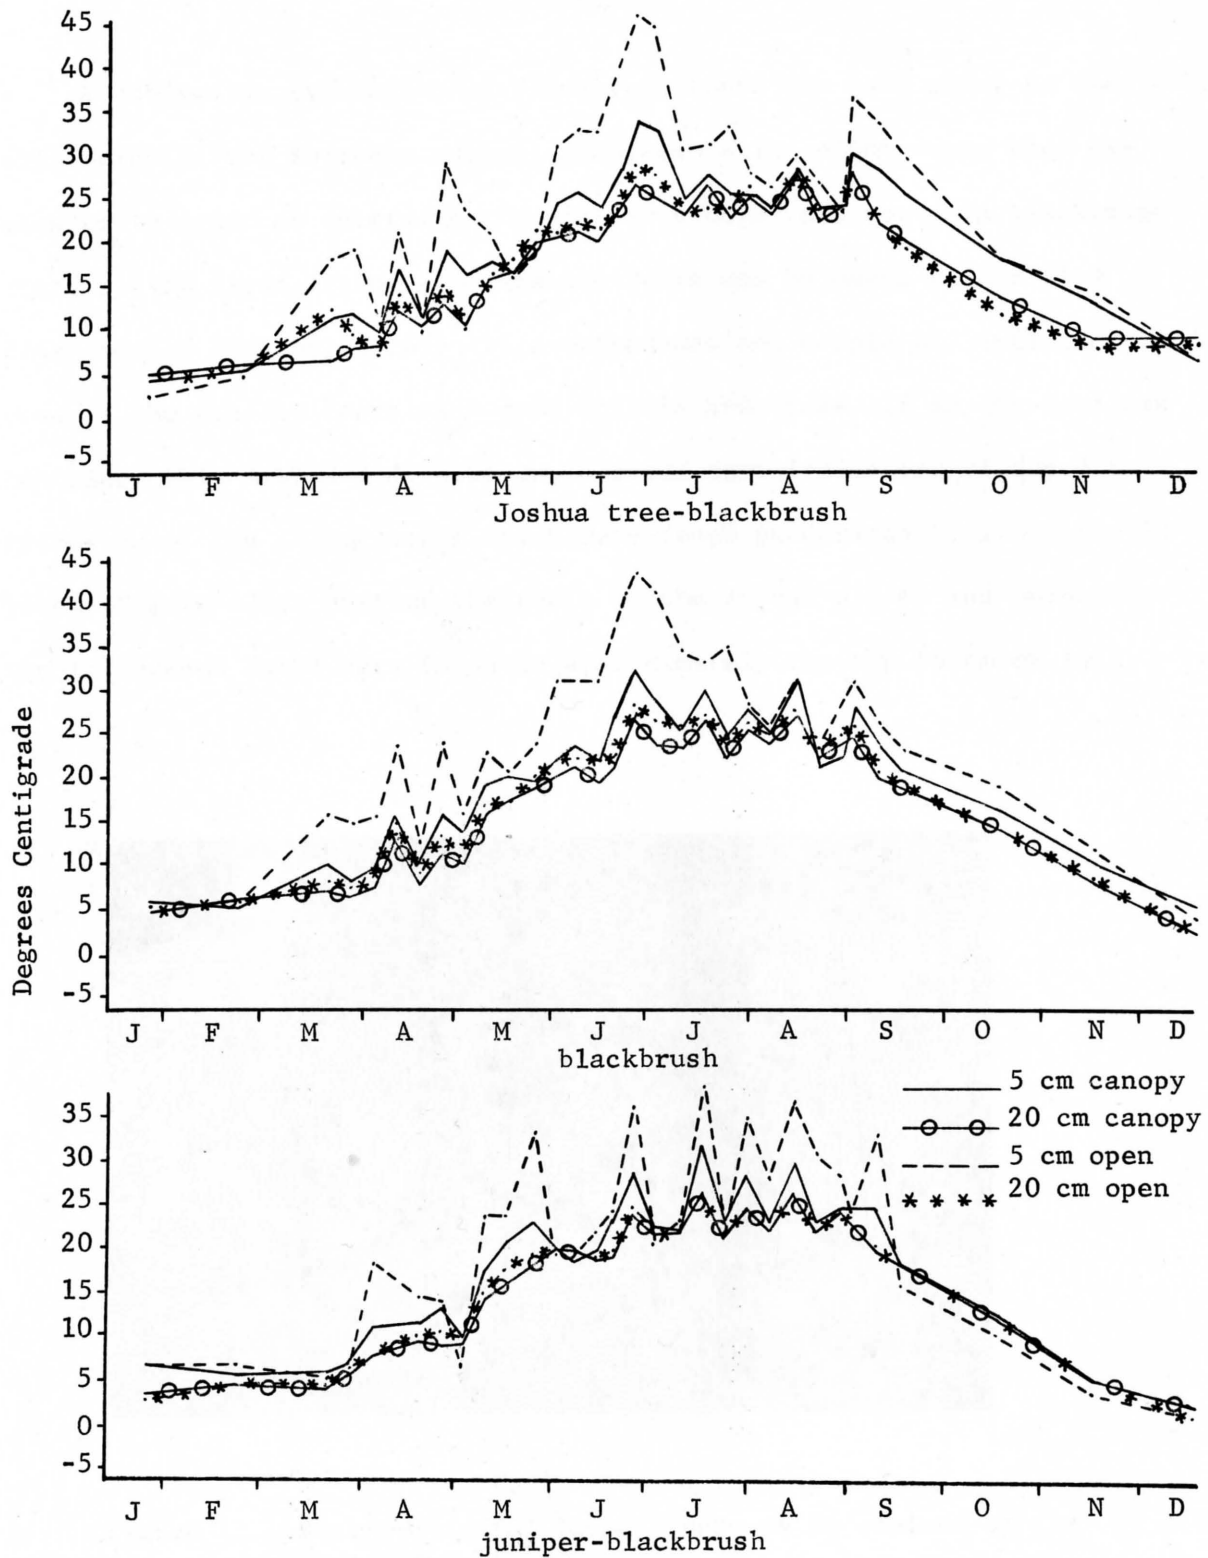 45
40
35
30
25
20
15
10
5
0
-5
J F M A M J J A S O N D
Joshua tree-blackbrush
45
40
35
30
25
20
15
10
5
0
-5
Degrees Centigrade
J F M A M J J A S O N D
blackbrush
5 cm canopy
20 cm canopy
5 cm open
20 cm open
35
30
25
20
15
10
5
0
-5
J F M A M J J A S O N D
juniper-blackbrush